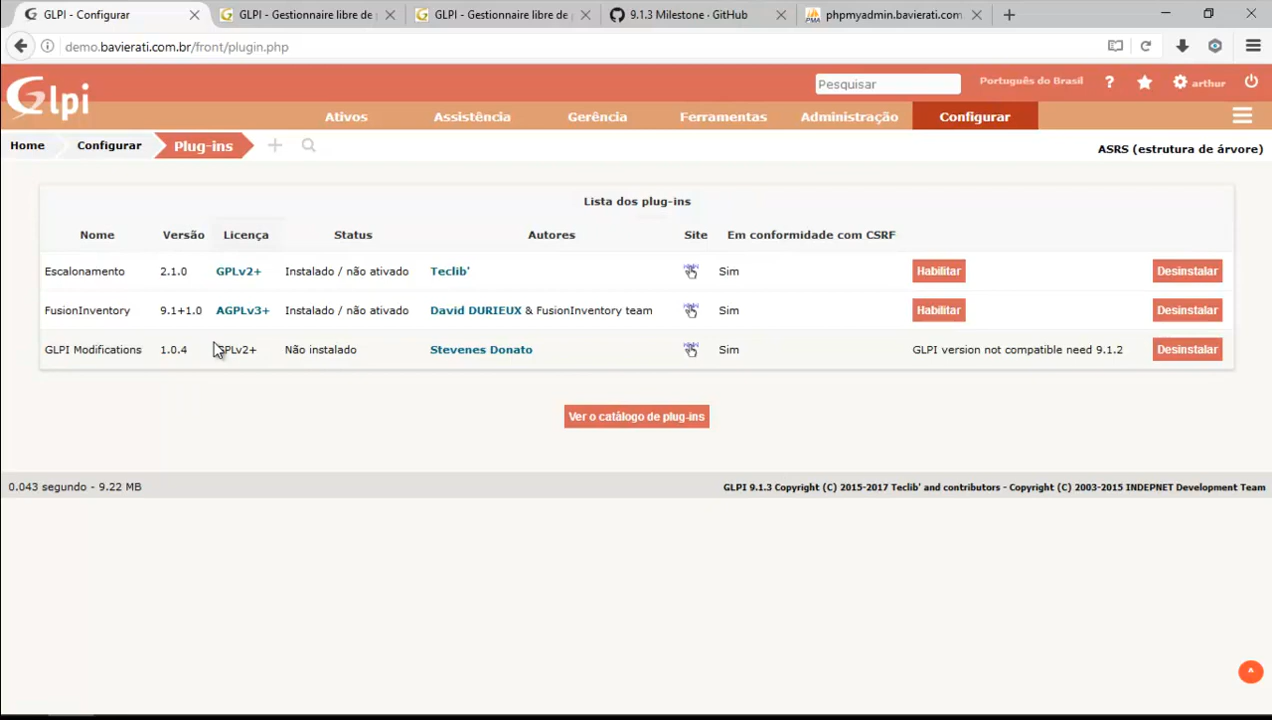 GLPI - Configurar
GLPI - Gestionnaire libre de
GLPI - Gestionnaire libre de
9.1.3 Milestone · GitHub
phpmyadmin.bavierati.com
demo.bavierati.com.br/front/plugin.php
Glpi
Pesquisar
Português do Brasil
?
arthur
Ativos
Assistência
Gerência
Ferramentas
Administração
Configurar
Home
Configurar
Plug-ins
ASRS (estrutura de árvore)
Lista dos plug-ins
Nome Versão Licença Status Autores Site Em conformidade com CSRF
Escalonamento 2.1.0 GPLv2+ Instalado / não ativado Teclib' Sim Habilitar Desinstalar
FusionInventory 9.1+1.0 AGPLv3+ Instalado / não ativado David DURIEUX & FusionInventory team Sim Habilitar Desinstalar
GLPI Modifications 1.0.4 GPLv2+ Não instalado Stevenes Donato Sim GLPI version not compatible need 9.1.2 Desinstalar
Ver o catálogo de plug-ins
0.043 segundo - 9.22 MB
GLPI 9.1.3 Copyright (C) 2015-2017 Teclib' and contributors - Copyright (C) 2003-2015 INDEPNET Development Team